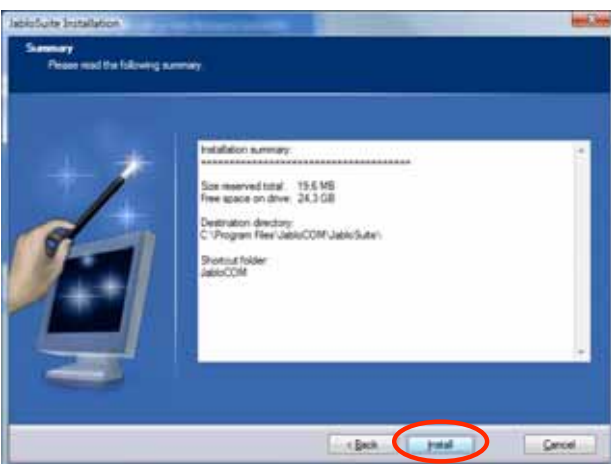 JabloSuite Installation
Summary
Please read the following summary.
Installation summary:
========================================
Size reserved total: 19,6 MB
Free space on drive: 24,3 GB
Destination directory:
C:\Program Files\JabloCOM\JabloSuite\
Shortcut folder:
JabloCOM
< Back
Install
Cancel